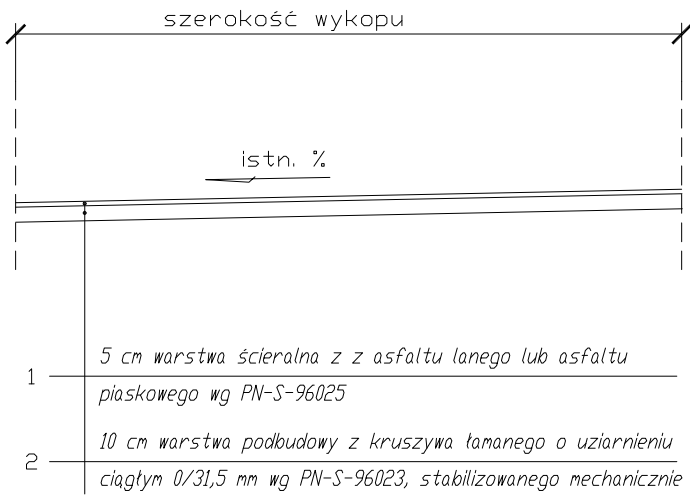 szerokość wykopu
istn. %
5 cm warstwa ścieralna z z asfaltu lanego lub asfaltu
1
piaskowego wg PN-S-96025
10 cm warstwa podbudowy z kruszywa łamanego o uziarnieniu
2
ciągłym 0/31,5 mm wg PN-S-96023, stabilizowanego mechanicznie